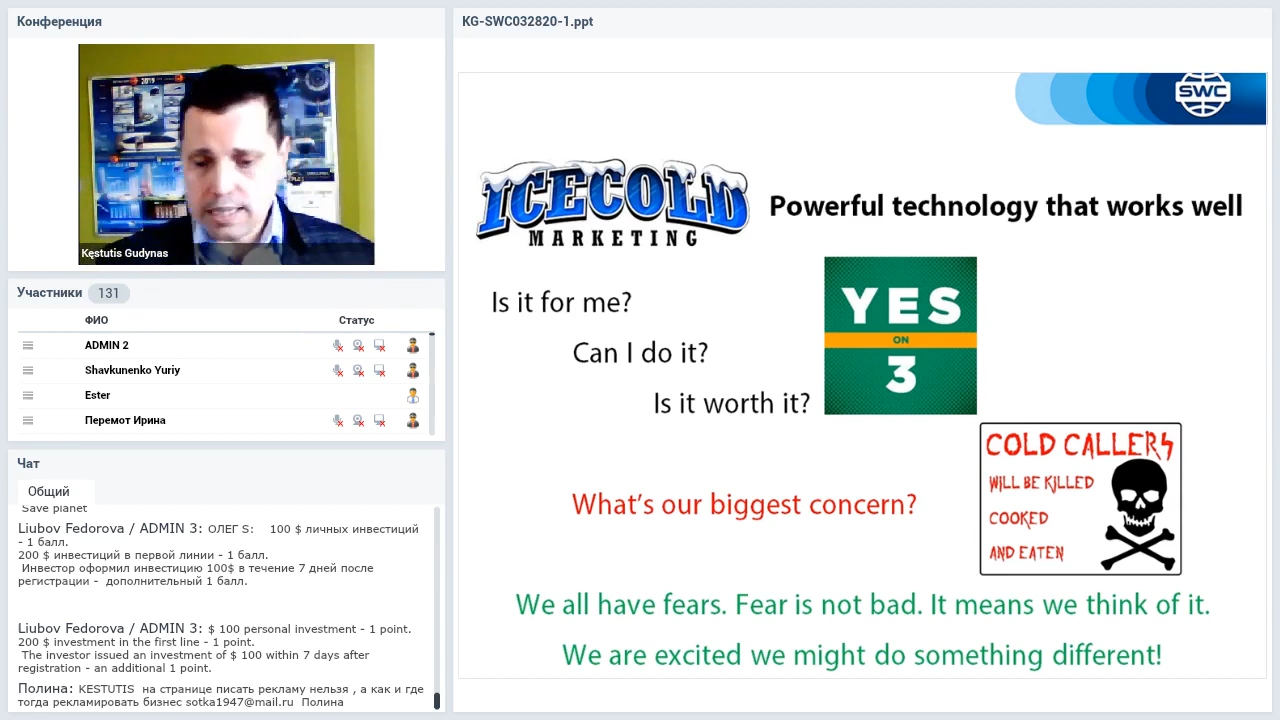 Конференция
Kęstutis Gudynas
Участники 131
ФИО Статус
ADMIN 2
Shavkunenko Yuriy
Ester
Перемот Ирина
Чат
Общий
Save planet
Liubov Fedorova / ADMIN 3: ОЛЕГ S: 100 $ личных инвестиций
- 1 балл.
200 $ инвестиций в первой линии - 1 балл.
Инвестор оформил инвестицию 100$ в течение 7 дней после
регистрации - дополнительный 1 балл.
Liubov Fedorova / ADMIN 3: $ 100 personal investment - 1 point.
200 $ investment in the first line - 1 point.
The investor issued an investment of $ 100 within 7 days after
registration - an additional 1 point.
Полина: KESTUTIS на странице писать рекламу нельзя , а как и где
тогда рекламировать бизнес sotka1947@mail.ru Полина
KG-SWC032820-1.ppt
SWC
ICECOLD
MARKETING
Powerful technology that works well
Is it for me?
Can I do it?
Is it worth it?
YES
ON
3
What's our biggest concern?
COLD CALLERS
WILL BE KILLED
COOKED
AND EATEN
We all have fears. Fear is not bad. It means we think of it.
We are excited we might do something different!